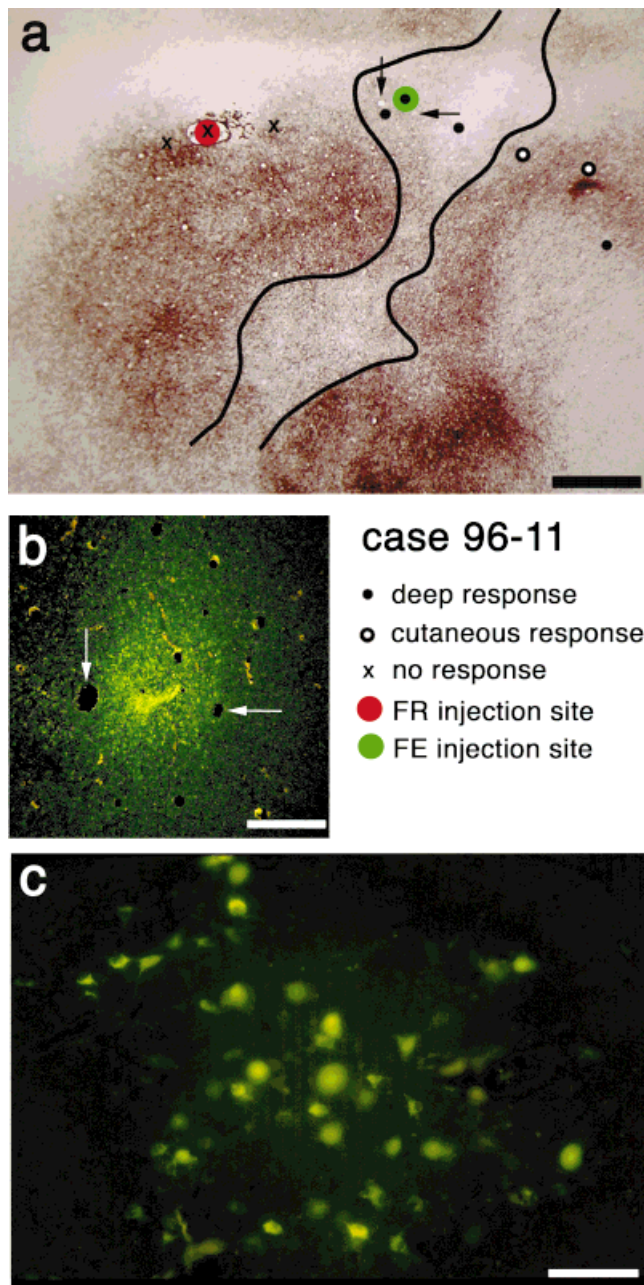 a
x
x
x
b
case 96-11
deep response
cutaneous response
x no response
FR injection site
FE injection site
c